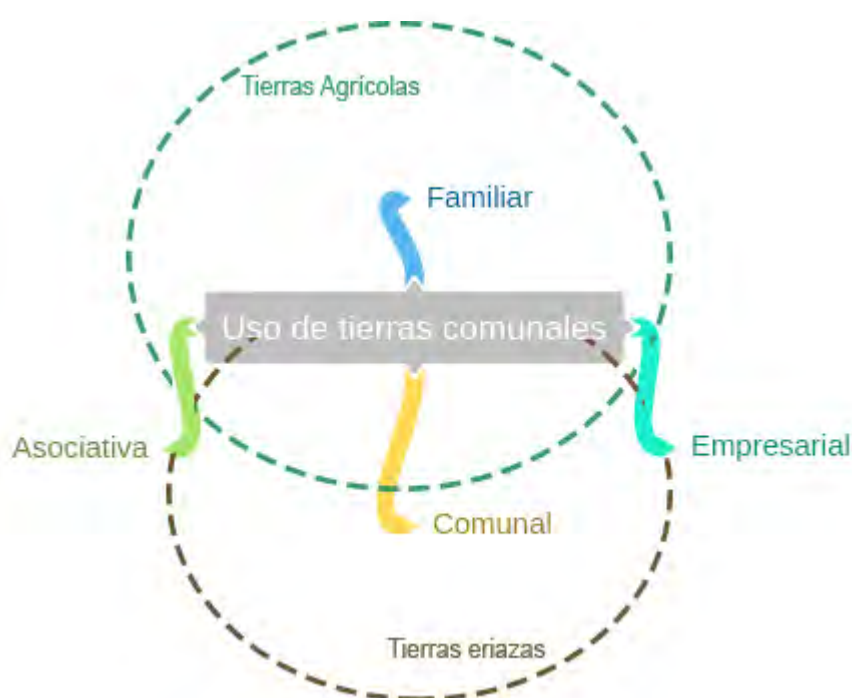 Tierras Agrícolas
Familiar
Uso de tierras comunales
Asociativa
Empresarial
Comunal
Tierras eriazas